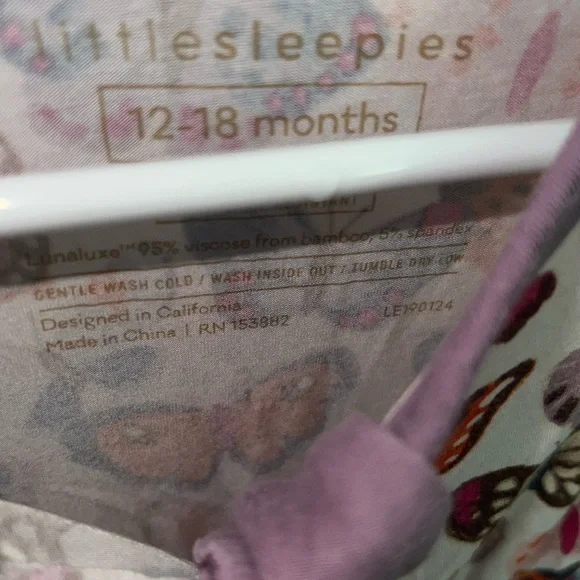 littlesleepies
12-18 months
Lunaluxe™ 95% viscose from bamboo, 5% spandex
GENTLE WASH COLD / WASH INSIDE OUT / TUMBLE DRY LOW
Designed in California
Made in China | RN 153882
LE190124